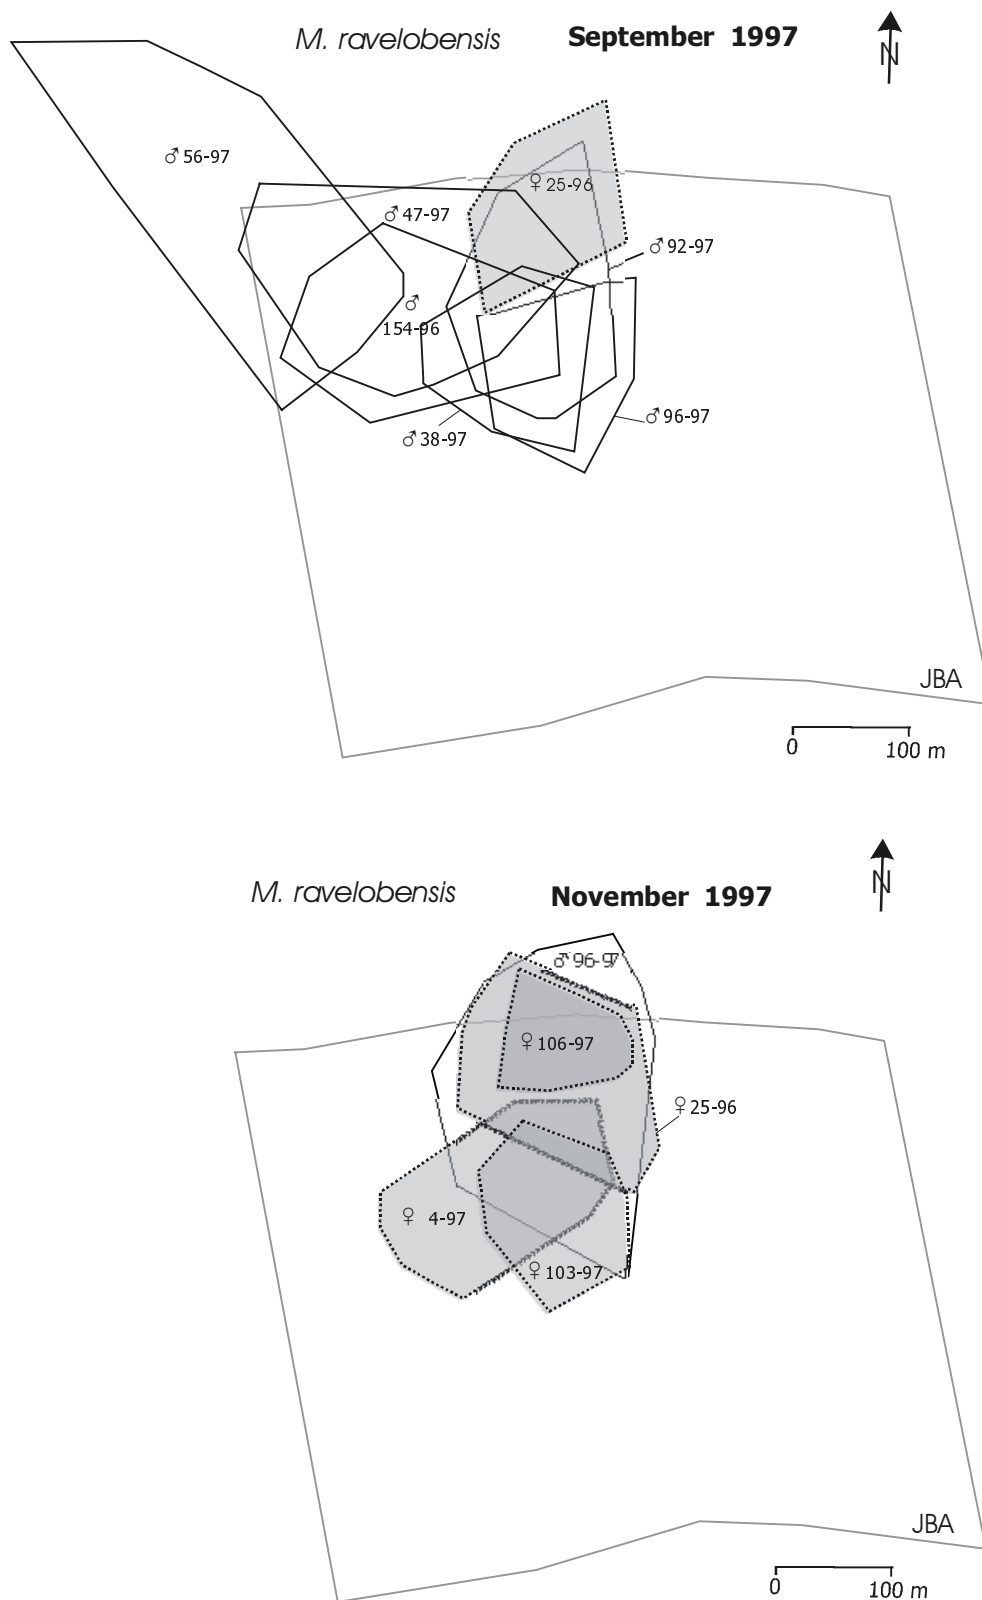 M. ravelobensis September 1997
N
♂ 56-97
♀ 25-96
♂ 47-97
♂ 92-97
♂
154-96
♂ 96-97
♂ 38-97
JBA
0 100 m
M. ravelobensis November 1997
N
♂ 96-97
♀ 106-97
♀ 25-96
♀ 4-97
♀ 103-97
JBA
0 100 m